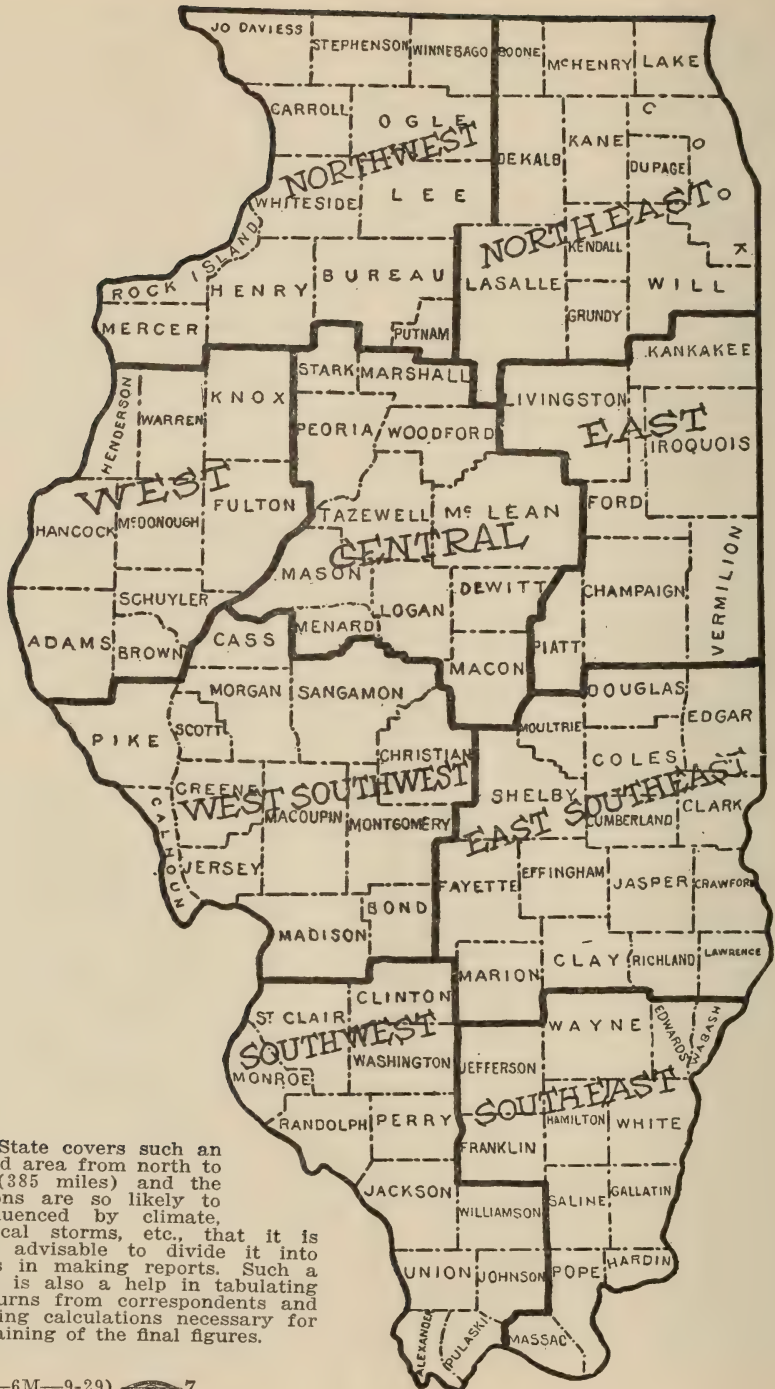 JO DAVIESS STEPHENSON WINNEBAGO BOONE McHENRY LAKE
CARROLL OGLE DEKALB KANE COOK DUPAGE
NORTHWEST
WHITESIDE LEE
NORTHEAST
ROCK ISLAND HENRY BUREAU LASALLE KENDALL WILL
MERCER PUTNAM GRUNDY
KANKAKEE
STARK MARSHALL LIVINGSTON
HENDERSON WARREN KNOX PEORIA WOODFORD
EAST
IROQUOIS
WEST
HANCOCK McDONOUGH FULTON TAZEWELL McLEAN FORD
CENTRAL
MASON
SCHUYLER LOGAN DEWITT CHAMPAIGN VERMILION
ADAMS BROWN CASS MENARD MACON PIATT
MORGAN SANGAMON DOUGLAS
PIKE SCOTT CHRISTIAN MOULTRIE EDGAR
COLES
GREENE
WEST SOUTHWEST
SHELBY
EAST SOUTHEAST
CALHOUN MACOUPIN MONTGOMERY CUMBERLAND CLARK
JERSEY FAYETTE EFFINGHAM JASPER CRAWFORD
MADISON BOND
MARION CLAY RICHLAND LAWRENCE
CLINTON
ST. CLAIR WAYNE EDWARDS WABASH
SOUTHWEST
MONROE WASHINGTON JEFFERSON
SOUTHEAST
RANDOLPH PERRY FRANKLIN HAMILTON WHITE
JACKSON WILLIAMSON SALINE GALLATIN
UNION JOHNSON POPE HARDIN
ALEXANDER PULASKI MASSAC
State covers such an
d area from north to
(385 miles) and the
ons are so likely to
uenced by climate,
cal storms, etc., that it is
advisable to divide it into
s in making reports. Such a
is also a help in tabulating
urns from correspondents and
ing calculations necessary for
aining of the final figures.
—6M—9-29) 7